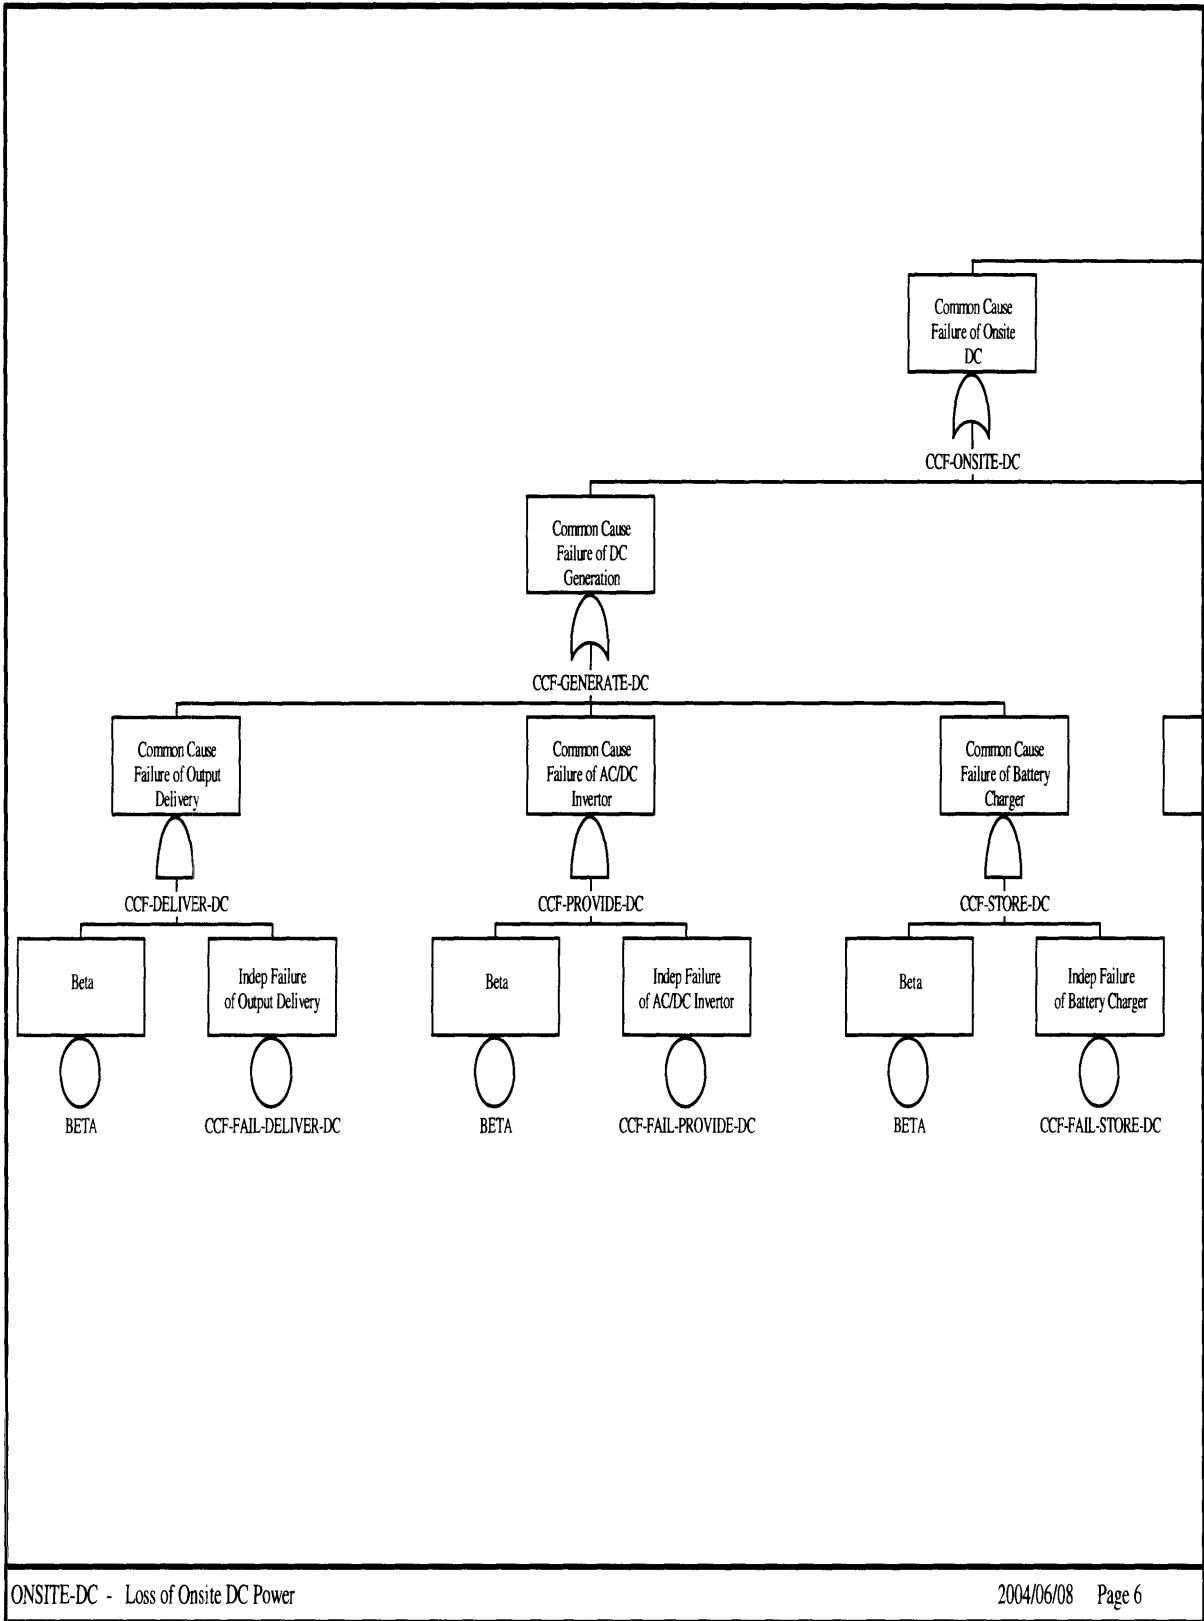 Common Cause
Failure of Onsite
DC
CCF-ONSITE-DC
Common Cause
Failure of DC
Generation
CCF-GENERATE-DC
Common Cause
Failure of Output
Delivery
CCF-DELIVER-DC
Common Cause
Failure of AC/DC
Invertor
CCF-PROVIDE-DC
Common Cause
Failure of Battery
Charger
CCF-STORE-DC
Beta
BETA
Indep Failure
of Output Delivery
CCF-FAIL-DELIVER-DC
Beta
BETA
Indep Failure
of AC/DC Invertor
CCF-FAIL-PROVIDE-DC
Beta
BETA
Indep Failure
of Battery Charger
CCF-FAIL-STORE-DC
ONSITE-DC - Loss of Onsite DC Power
2004/06/08 Page 6